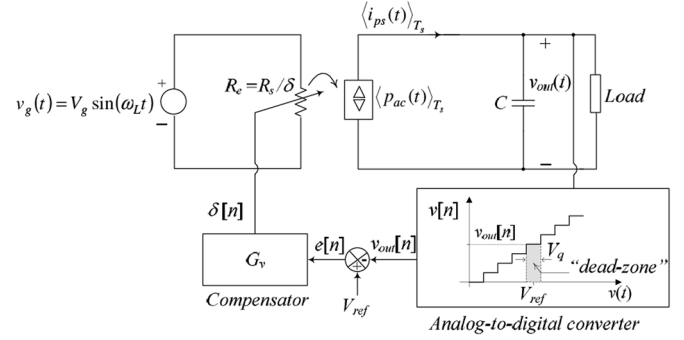 ⟨i_ps(t)⟩_Ts
+
v_g(t)=V_g sin(ω_L t)
+
−
R_e=R_s/δ
⟨p_ac(t)⟩_Ts
C
v_out(t)
Load
−
δ[n]
G_v
Compensator
e[n]
v_out[n]
+
-
V_ref
v[n]
v_out[n]
V_q
"dead-zone"
V_ref
v(t)
Analog-to-digital converter